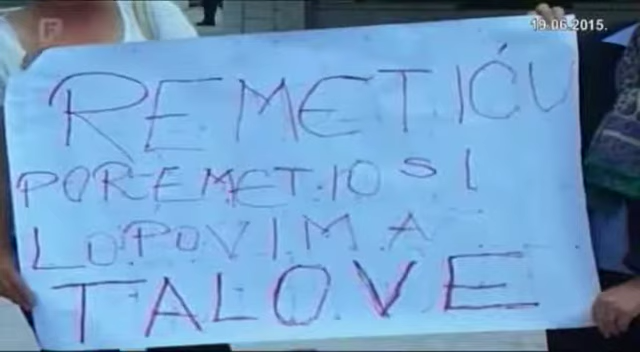 19.06.2015.
REMETIĆU
POREMETIO SI
LOPOVIMA
TALOVE